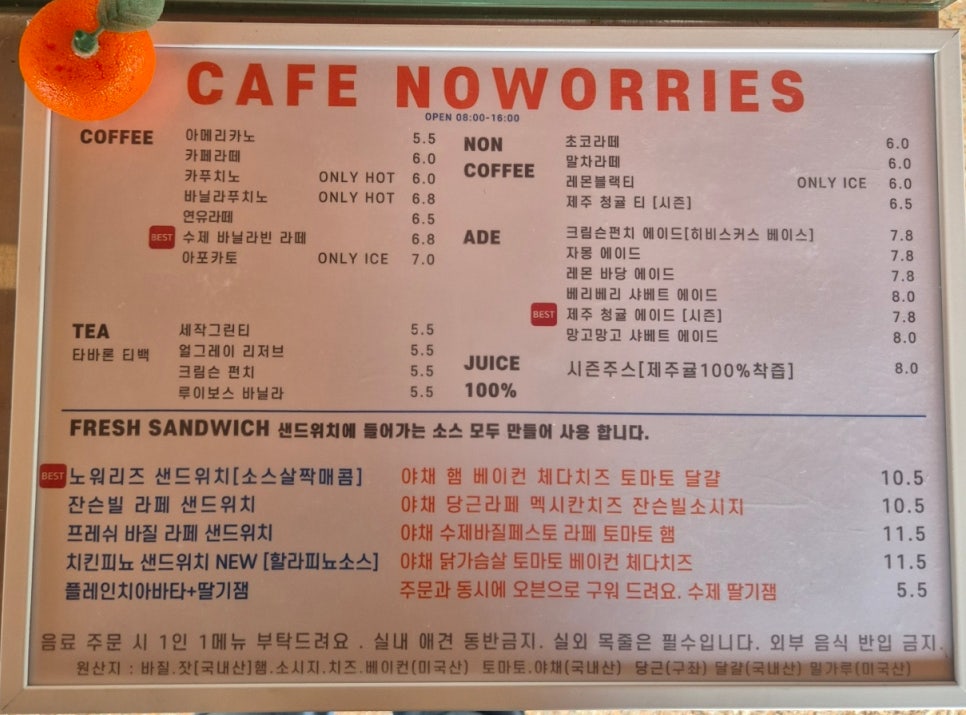 CAFE NOWORRIES
OPEN 08:00-16:00
COFFEE
아메리카노 5.5
카페라떼 6.0
카푸치노 ONLY HOT 6.0
바닐라푸치노 ONLY HOT 6.8
연유라떼 6.5
BEST 수제 바닐라빈 라떼 6.8
아포카토 ONLY ICE 7.0
TEA
타바론 티백
세작그린티 5.5
얼그레이 리저브 5.5
크림슨 펀치 5.5
루이보스 바닐라 5.5
NON
COFFEE
초코라떼 6.0
말차라떼 6.0
레몬블랙티 ONLY ICE 6.0
제주 청귤 티 [시즌] 6.5
ADE
크림슨펀치 에이드[히비스커스 베이스] 7.8
자몽 에이드 7.8
레몬 바당 에이드 7.8
베리베리 샤베트 에이드 8.0
BEST 제주 청귤 에이드 [시즌] 7.8
망고망고 샤베트 에이드 8.0
JUICE
100%
시즌주스[제주귤100%착즙] 8.0
FRESH SANDWICH 샌드위치에 들어가는 소스 모두 만들어 사용 합니다.
BEST 노워리즈 샌드위치[소스살짝매콤] 야채 햄 베이컨 체다치즈 토마토 달걀 10.5
잔슨빌 라페 샌드위치 야채 당근라페 멕시칸치즈 잔슨빌소시지 10.5
프레쉬 바질 라페 샌드위치 야채 수제바질페스토 라페 토마토 햄 11.5
치킨피뇨 샌드위치 NEW [할라피뇨소스] 야채 닭가슴살 토마토 베이컨 체다치즈 11.5
플레인치아바타+딸기잼 주문과 동시에 오븐으로 구워 드려요. 수제 딸기잼 5.5
음료 주문 시 1인 1메뉴 부탁드려요 . 실내 애견 동반금지. 실외 목줄은 필수입니다. 외부 음식 반입 금지.
원산지 : 바질.잣[국내산]햄.소시지.치즈.베이컨(미국산) 토마토.야채(국내산) 당근(구좌) 달걀(국내산) 밀가루(미국산)